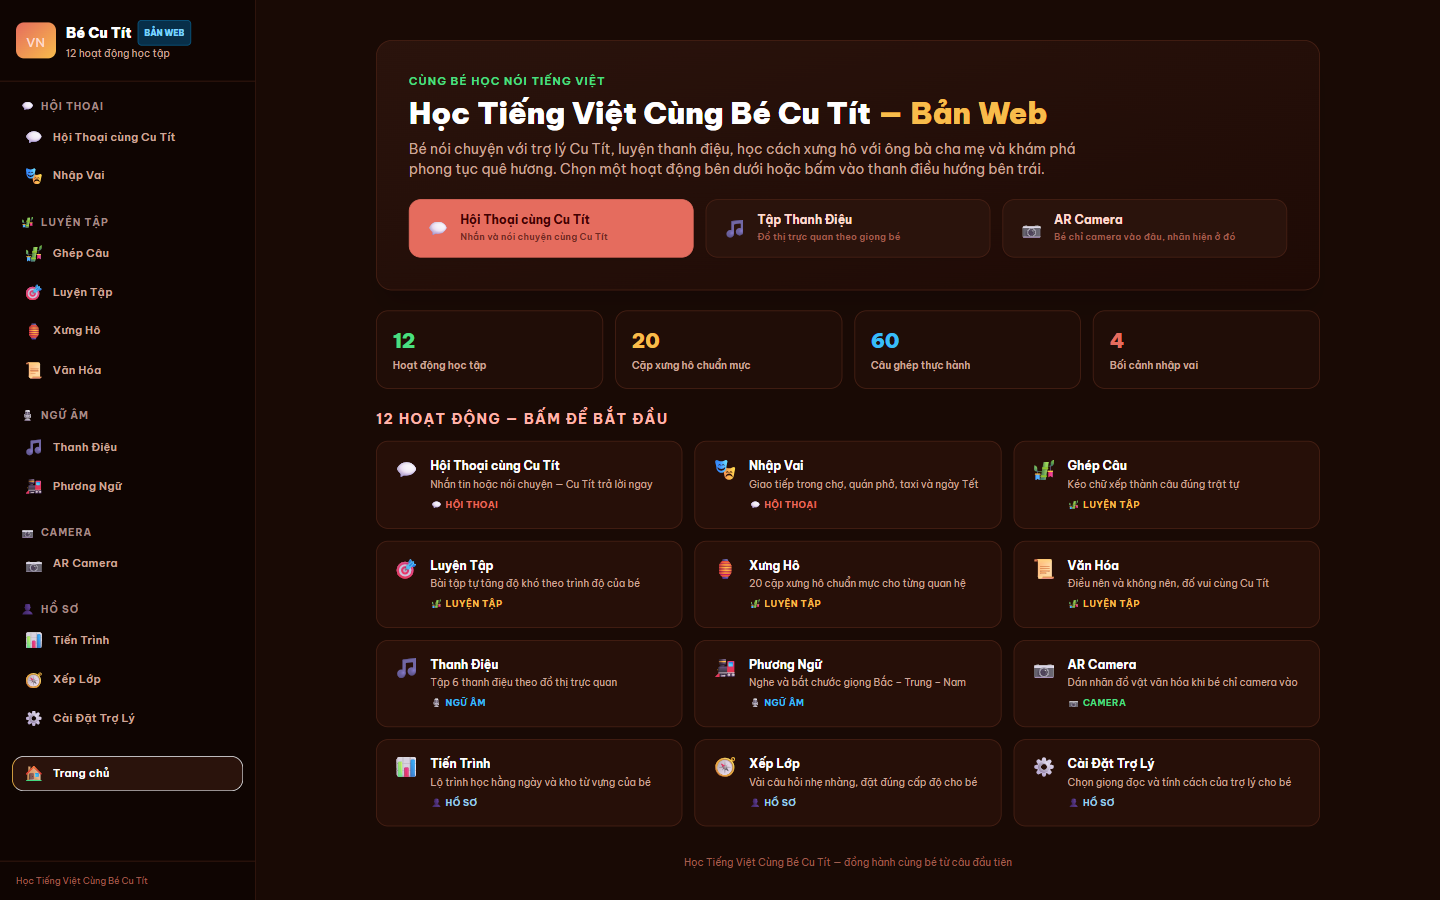 VN
Bé Cu Tít
BẢN WEB
12 hoạt động học tập
HỘI THOẠI
Hội Thoại cùng Cu Tít
Nhập Vai
LUYỆN TẬP
Ghép Câu
Luyện Tập
Xưng Hô
Văn Hóa
NGỮ ÂM
Thanh Điệu
Phương Ngữ
CAMERA
AR Camera
HỒ SƠ
Tiến Trình
Xếp Lớp
Cài Đặt Trợ Lý
Trang chủ
Học Tiếng Việt Cùng Bé Cu Tít
CÙNG BÉ HỌC NÓI TIẾNG VIỆT
Học Tiếng Việt Cùng Bé Cu Tít — Bản Web
Bé nói chuyện với trợ lý Cu Tít, luyện thanh điệu, học cách xưng hô với ông bà cha mẹ và khám phá
phong tục quê hương. Chọn một hoạt động bên dưới hoặc bấm vào thanh điều hướng bên trái.
Hội Thoại cùng Cu Tít
Nhắn và nói chuyện cùng Cu Tít
Tập Thanh Điệu
Đồ thị trực quan theo giọng bé
AR Camera
Bé chỉ camera vào đâu, nhãn hiện ở đó
12
Hoạt động học tập
20
Cặp xưng hô chuẩn mực
60
Câu ghép thực hành
4
Bối cảnh nhập vai
12 HOẠT ĐỘNG — BẤM ĐỂ BẮT ĐẦU
Hội Thoại cùng Cu Tít
Nhắn tin hoặc nói chuyện — Cu Tít trả lời ngay
HỘI THOẠI
Nhập Vai
Giao tiếp trong chợ, quán phở, taxi và ngày Tết
HỘI THOẠI
Ghép Câu
Kéo chữ xếp thành câu đúng trật tự
LUYỆN TẬP
Luyện Tập
Bài tập tự tăng độ khó theo trình độ của bé
LUYỆN TẬP
Xưng Hô
20 cặp xưng hô chuẩn mực cho từng quan hệ
LUYỆN TẬP
Văn Hóa
Điều nên và không nên, đố vui cùng Cu Tít
LUYỆN TẬP
Thanh Điệu
Tập 6 thanh điệu theo đồ thị trực quan
NGỮ ÂM
Phương Ngữ
Nghe và bắt chước giọng Bắc – Trung – Nam
NGỮ ÂM
AR Camera
Dán nhãn đồ vật văn hóa khi bé chỉ camera vào
CAMERA
Tiến Trình
Lộ trình học hằng ngày và kho từ vựng của bé
HỒ SƠ
Xếp Lớp
Vài câu hỏi nhẹ nhàng, đặt đúng cấp độ cho bé
HỒ SƠ
Cài Đặt Trợ Lý
Chọn giọng đọc và tính cách của trợ lý cho bé
HỒ SƠ
Học Tiếng Việt Cùng Bé Cu Tít — đồng hành cùng bé từ câu đầu tiên